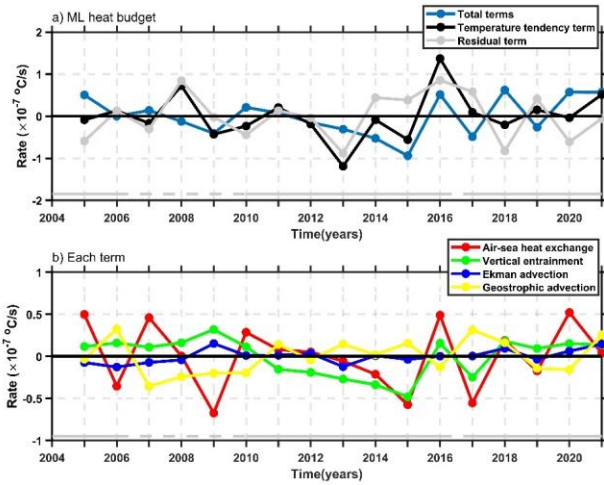 a) ML heat budget
Total terms
Temperature tendency term
Residual term
Rate (×10⁻⁷ °C/s)
2
1
0
-1
-2
2004 2006 2008 2010 2012 2014 2016 2018 2020
Time(years)
b) Each term
Air-sea heat exchange
Vertical entrainment
Ekman advection
Geostrophic advection
Rate (×10⁻⁷ °C/s)
1
0.5
0
-0.5
-1
2004 2006 2008 2010 2012 2014 2016 2018 2020
Time(years)